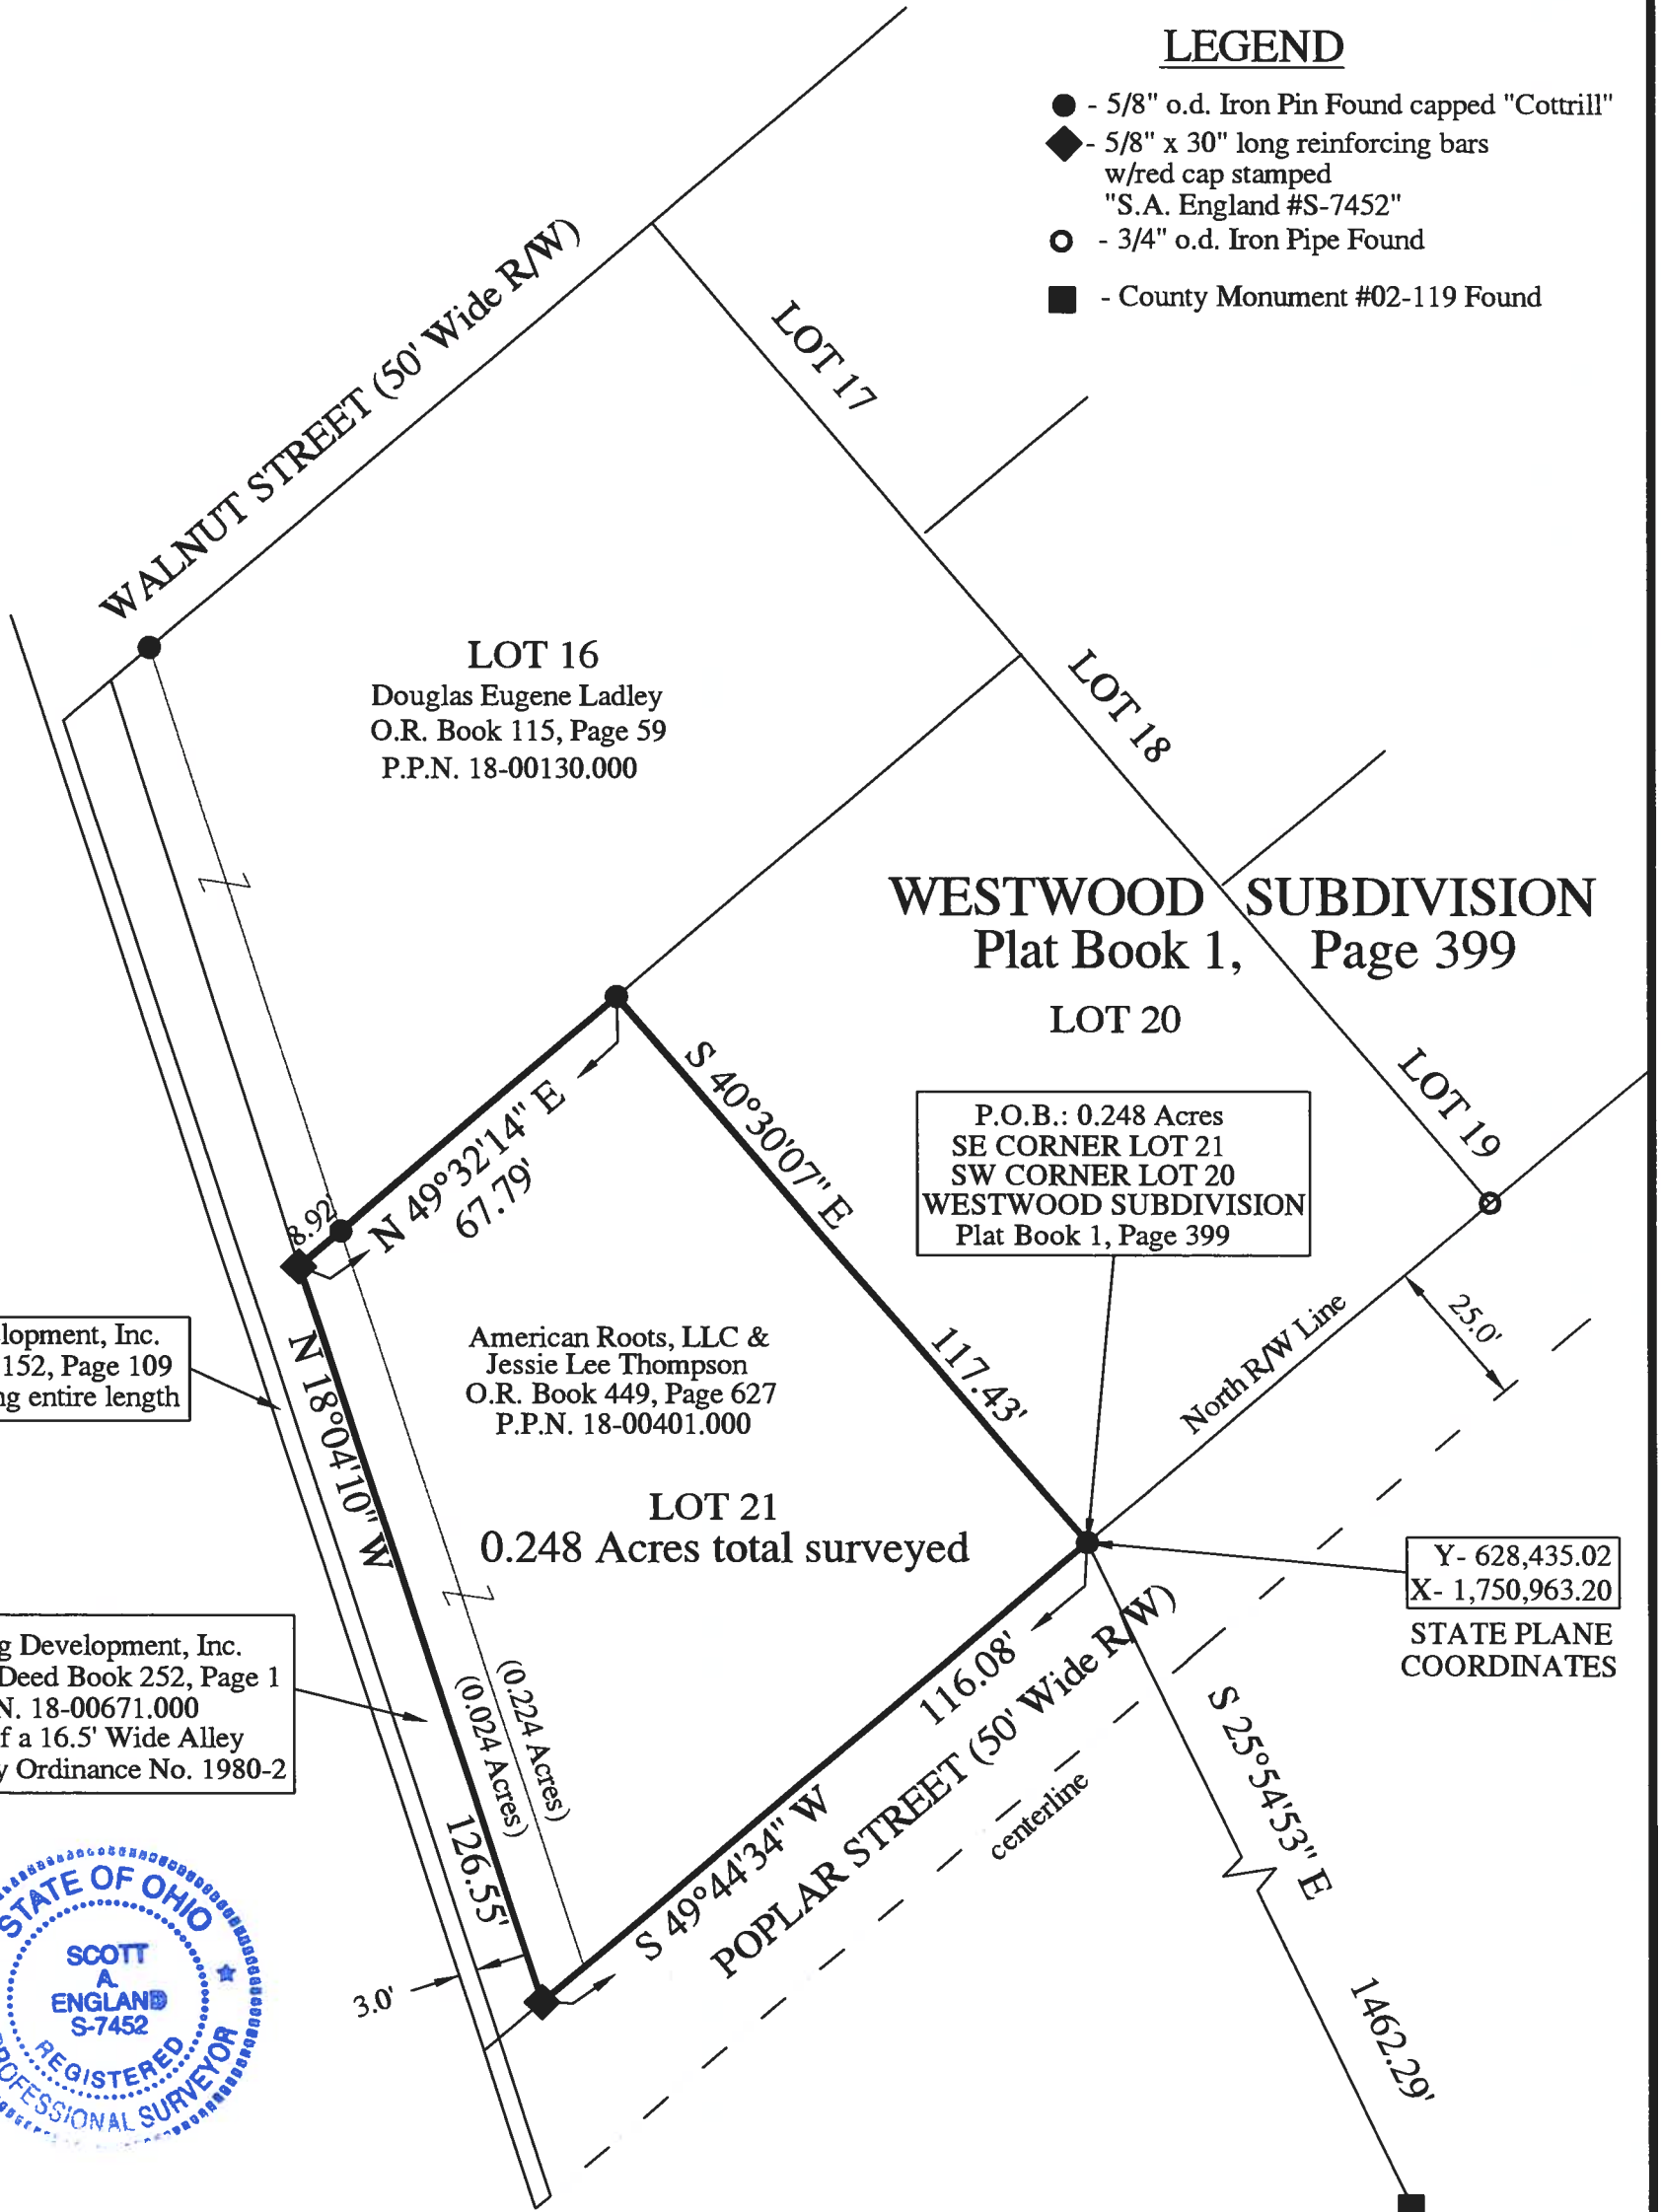 LEGEND
- 5/8" o.d. Iron Pin Found capped "Cottrill"
- 5/8" x 30" long reinforcing bars
w/red cap stamped
"S.A. England #S-7452"
- 3/4" o.d. Iron Pipe Found
- County Monument #02-119 Found
WALNUT STREET (50' Wide R/W)
LOT 17
LOT 16
Douglas Eugene Ladley
O.R. Book 115, Page 59
P.P.N. 18-00130.000
LOT 18
WESTWOOD SUBDIVISION
Plat Book 1, Page 399
LOT 20
LOT 19
P.O.B.: 0.248 Acres
SE CORNER LOT 21
SW CORNER LOT 20
WESTWOOD SUBDIVISION
Plat Book 1, Page 399
S 40°30'07" E
117.43'
N 49°32'14" E
67.79'
8.92'
North R/W Line
25.0'
lopment, Inc.
152, Page 109
ng entire length
N 18°04'10" W
126.55'
American Roots, LLC &
Jessie Lee Thompson
O.R. Book 449, Page 627
P.P.N. 18-00401.000
LOT 21
0.248 Acres total surveyed
Y- 628,435.02
X- 1,750,963.20
STATE PLANE
COORDINATES
g Development, Inc.
Deed Book 252, Page 1
N. 18-00671.000
f a 16.5' Wide Alley
y Ordinance No. 1980-2
(0.224 Acres)
(0.024 Acres)
116.08'
S 49°44'34" W
POPLAR STREET (50' Wide R/W)
centerline
S 25°54'53" E
1462.29'
3.0'
STATE OF OHIO
SCOTT
A.
ENGLAND
S-7452
REGISTERED
PROFESSIONAL SURVEYOR